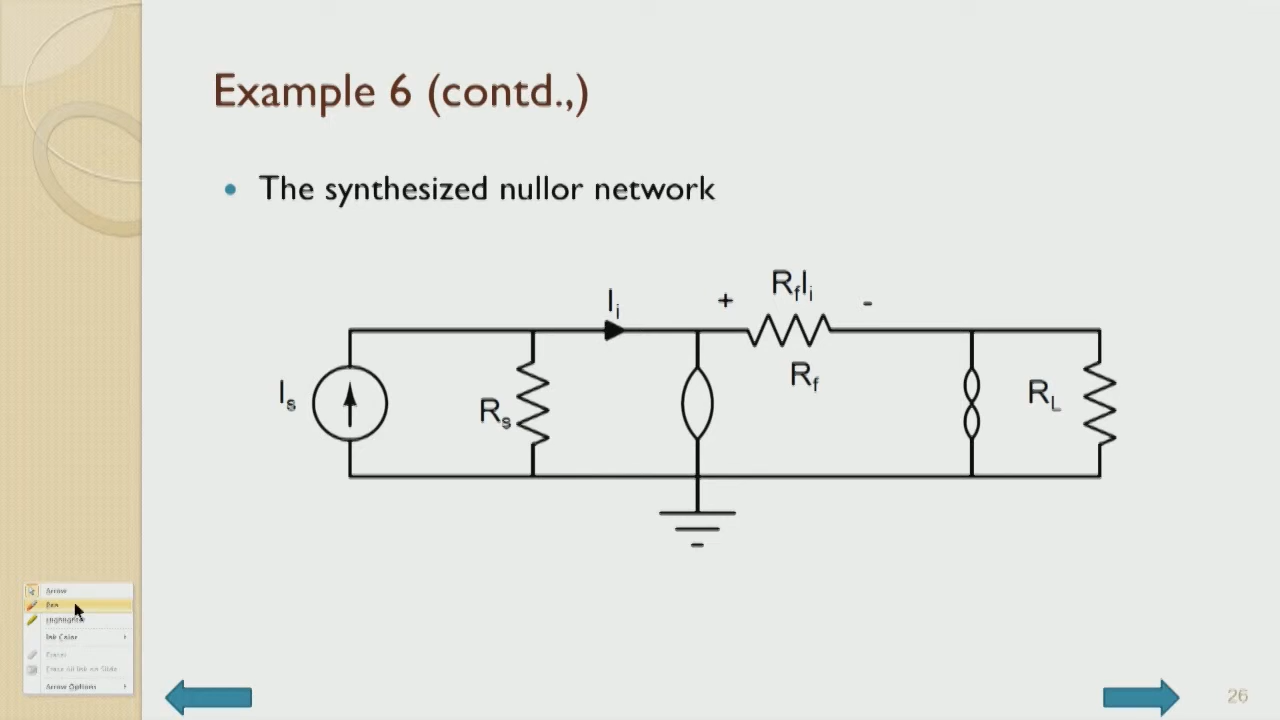 Example 6 (contd.,)
• The synthesized nullor network
RfIi
Ii
+ -
Rf
Is
Rs
RL
Arrow
Pen
Highlighter
Ink Color
Eraser
Erase All Ink on Slide
Arrow Options
26